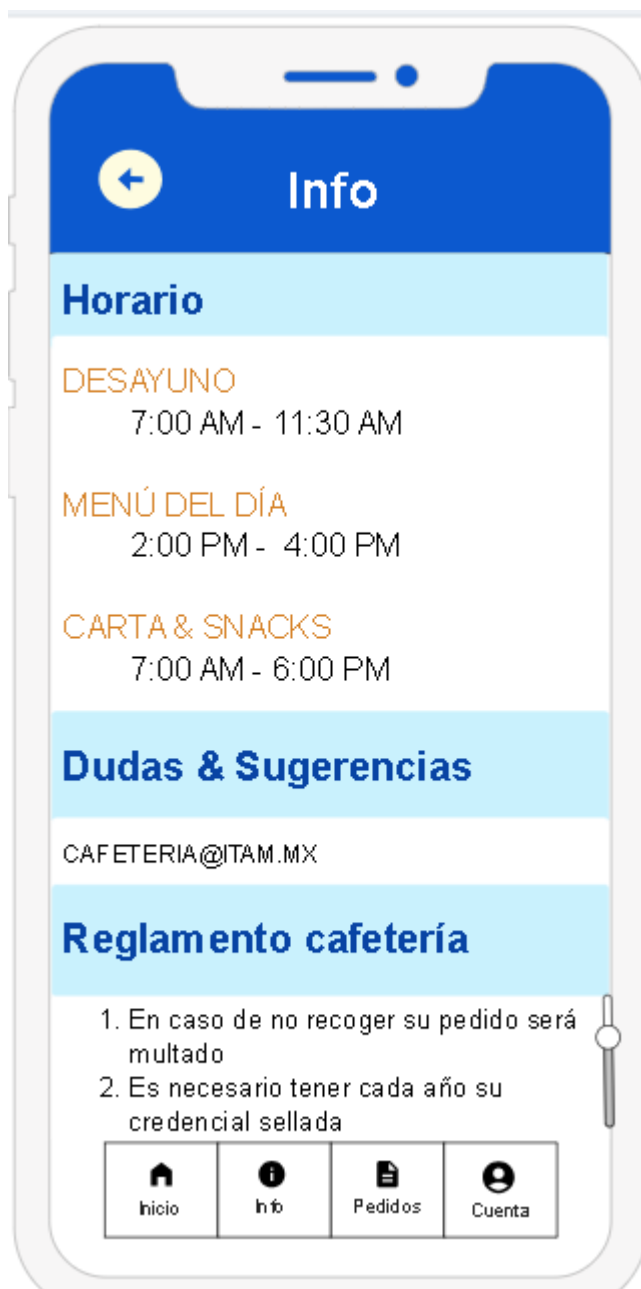 Info
Horario
DESAYUNO
7:00 AM - 11:30 AM
MENÚ DEL DÍA
2:00 PM - 4:00 PM
CARTA & SNACKS
7:00 AM - 6:00 PM
Dudas & Sugerencias
CAFETERIA@ITAM.MX
Reglamento cafetería
1. En caso de no recoger su pedido será
multado
2. Es necesario tener cada año su
credencial sellada
Inicio Info Pedidos Cuenta